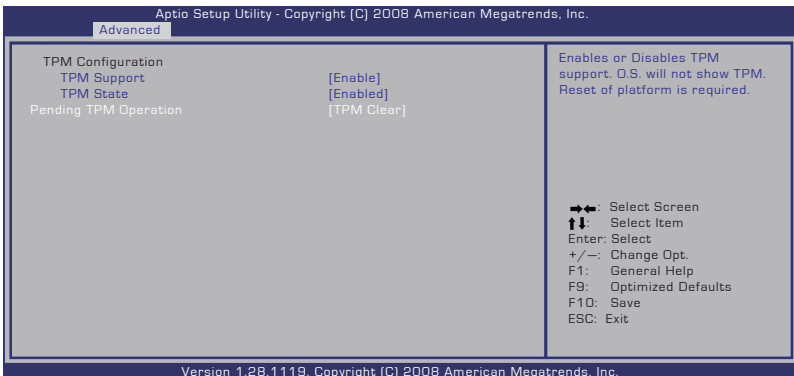 Aptio Setup Utility - Copyright (C) 2008 American Megatrends, Inc.
Advanced
TPM Configuration
TPM Support [Enable]
TPM State [Enabled]
Pending TPM Operation [TPM Clear]
Enables or Disables TPM
support. O.S. will not show TPM.
Reset of platform is required.
→←: Select Screen
↑↓: Select Item
Enter: Select
+/—: Change Opt.
F1: General Help
F9: Optimized Defaults
F10: Save
ESC: Exit
Version 1.28.1119. Copyright (C) 2008 American Megatrends, Inc.